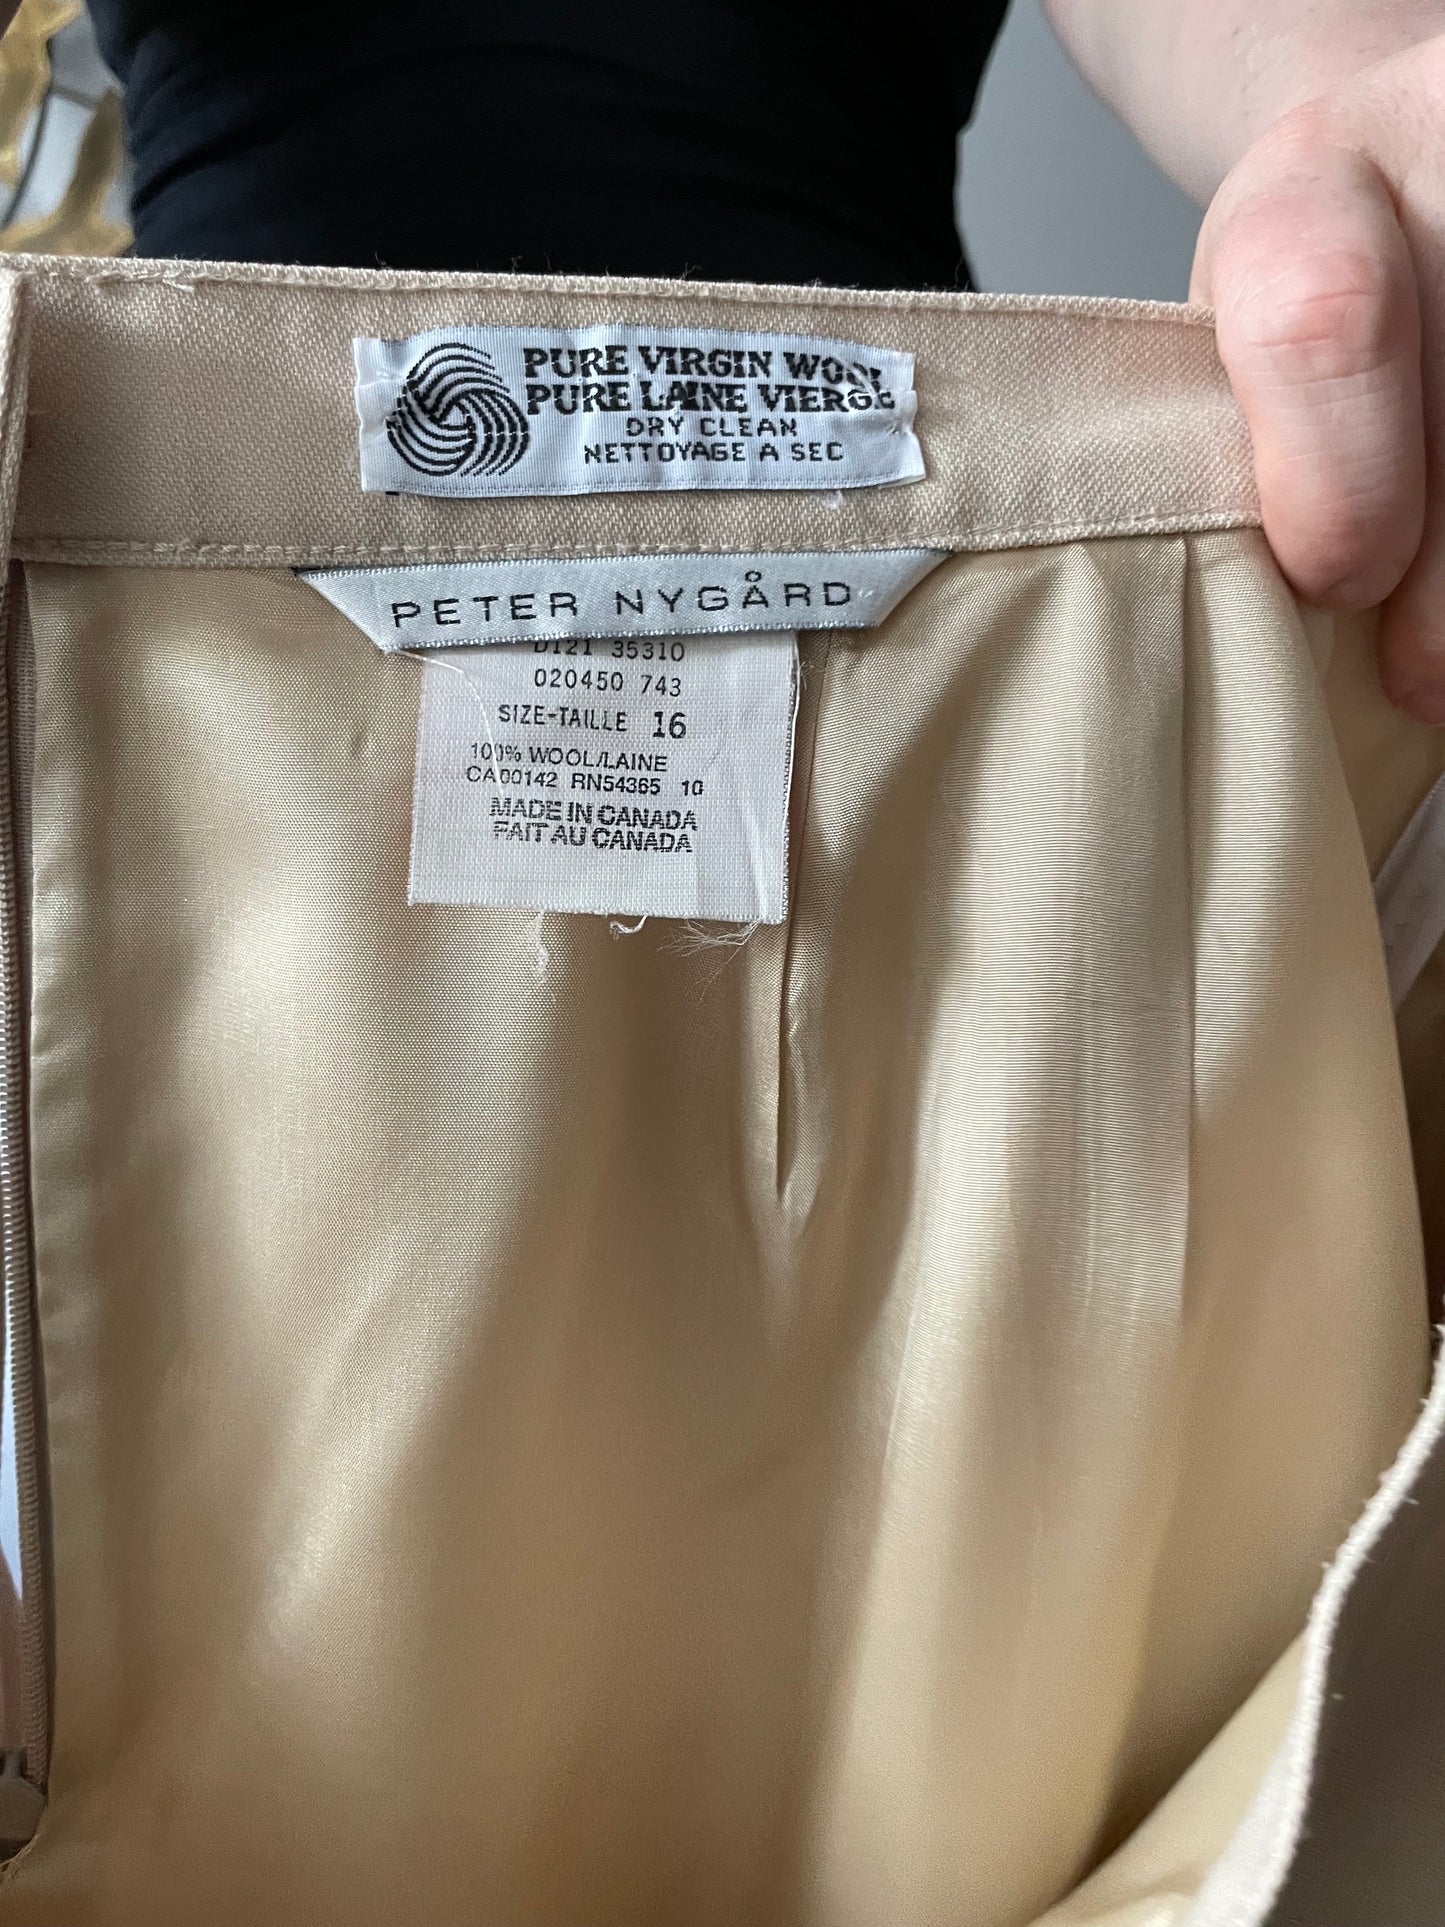 PURE VIRGIN WOOL
PURE LAINE VIERGE
DRY CLEAN
NETTOYAGE A SEC
PETER NYGÅRD
D121 35310
020450 743
SIZE-TAILLE 16
100% WOOL/LAINE
CA00142 RN54365 10
MADE IN CANADA
FAIT AU CANADA